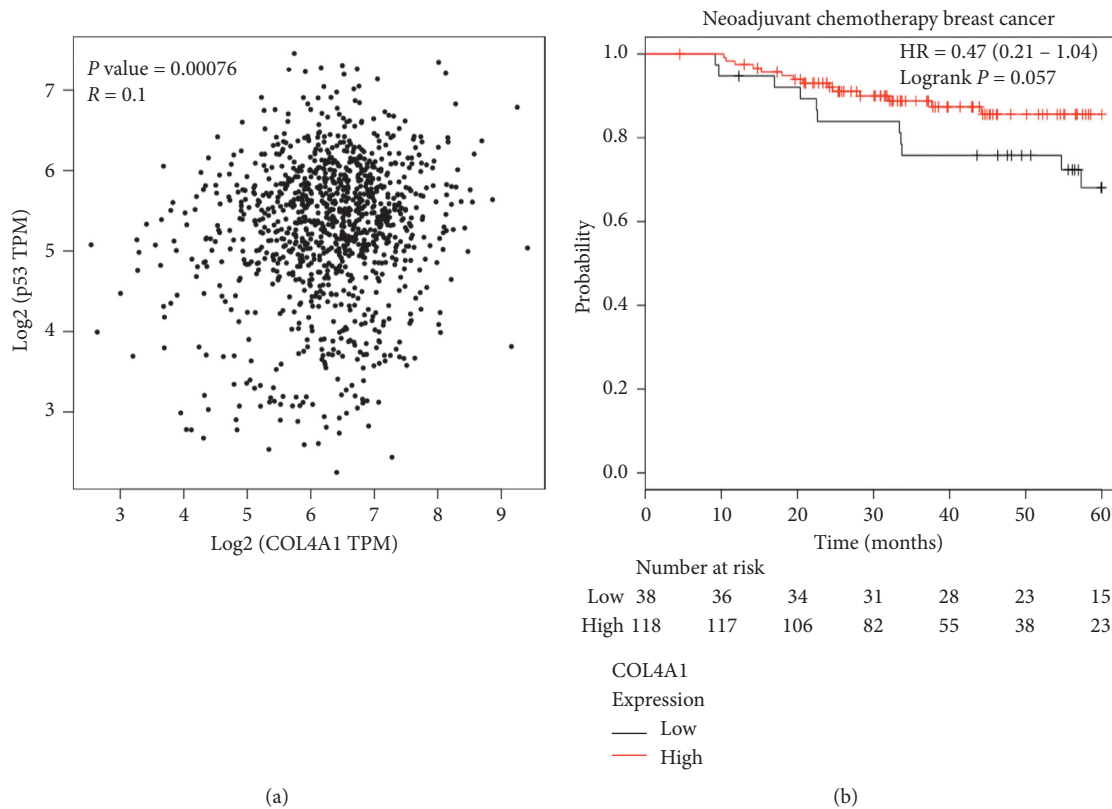 P value = 0.00076
R = 0.1
7
6
5
4
3
Log2 (p53 TPM)
3 4 5 6 7 8 9
Log2 (COL4A1 TPM)
(a)
Neoadjuvant chemotherapy breast cancer
HR = 0.47 (0.21 – 1.04)
Logrank P = 0.057
1.0
0.8
0.6
0.4
0.2
0.0
Probability
0 10 20 30 40 50 60
Time (months)
Number at risk
Low 38 36 34 31 28 23 15
High 118 117 106 82 55 38 23
COL4A1
Expression
Low
High
(b)